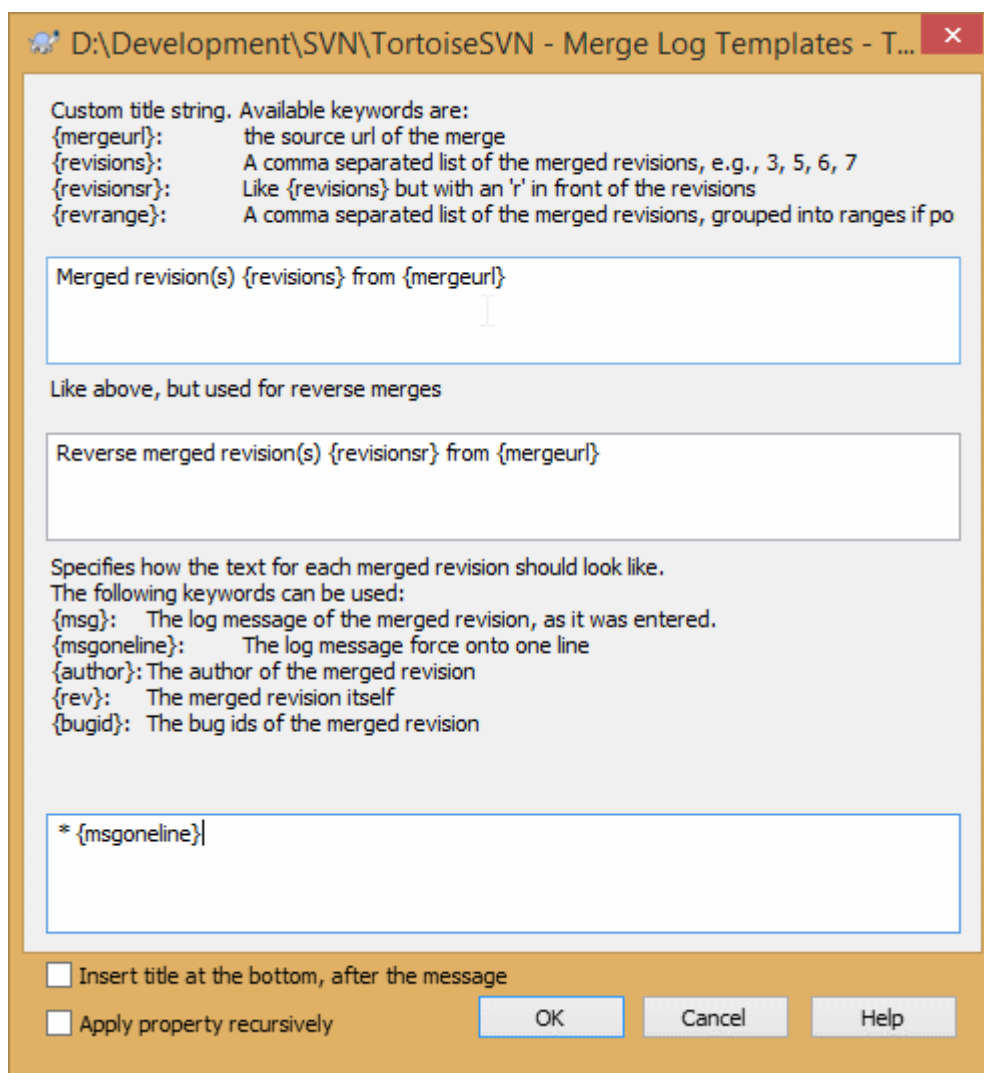 D:\Development\SVN\TortoiseSVN - Merge Log Templates - T...
Custom title string. Available keywords are:
{mergeurl}: the source url of the merge
{revisions}: A comma separated list of the merged revisions, e.g., 3, 5, 6, 7
{revisionsr}: Like {revisions} but with an 'r' in front of the revisions
{revrange}: A comma separated list of the merged revisions, grouped into ranges if po
Merged revision(s) {revisions} from {mergeurl}
Like above, but used for reverse merges
Reverse merged revision(s) {revisionsr} from {mergeurl}
Specifies how the text for each merged revision should look like.
The following keywords can be used:
{msg}: The log message of the merged revision, as it was entered.
{msgoneline}: The log message force onto one line
{author}: The author of the merged revision
{rev}: The merged revision itself
{bugid}: The bug ids of the merged revision
* {msgoneline}
Insert title at the bottom, after the message
Apply property recursively
OK Cancel Help